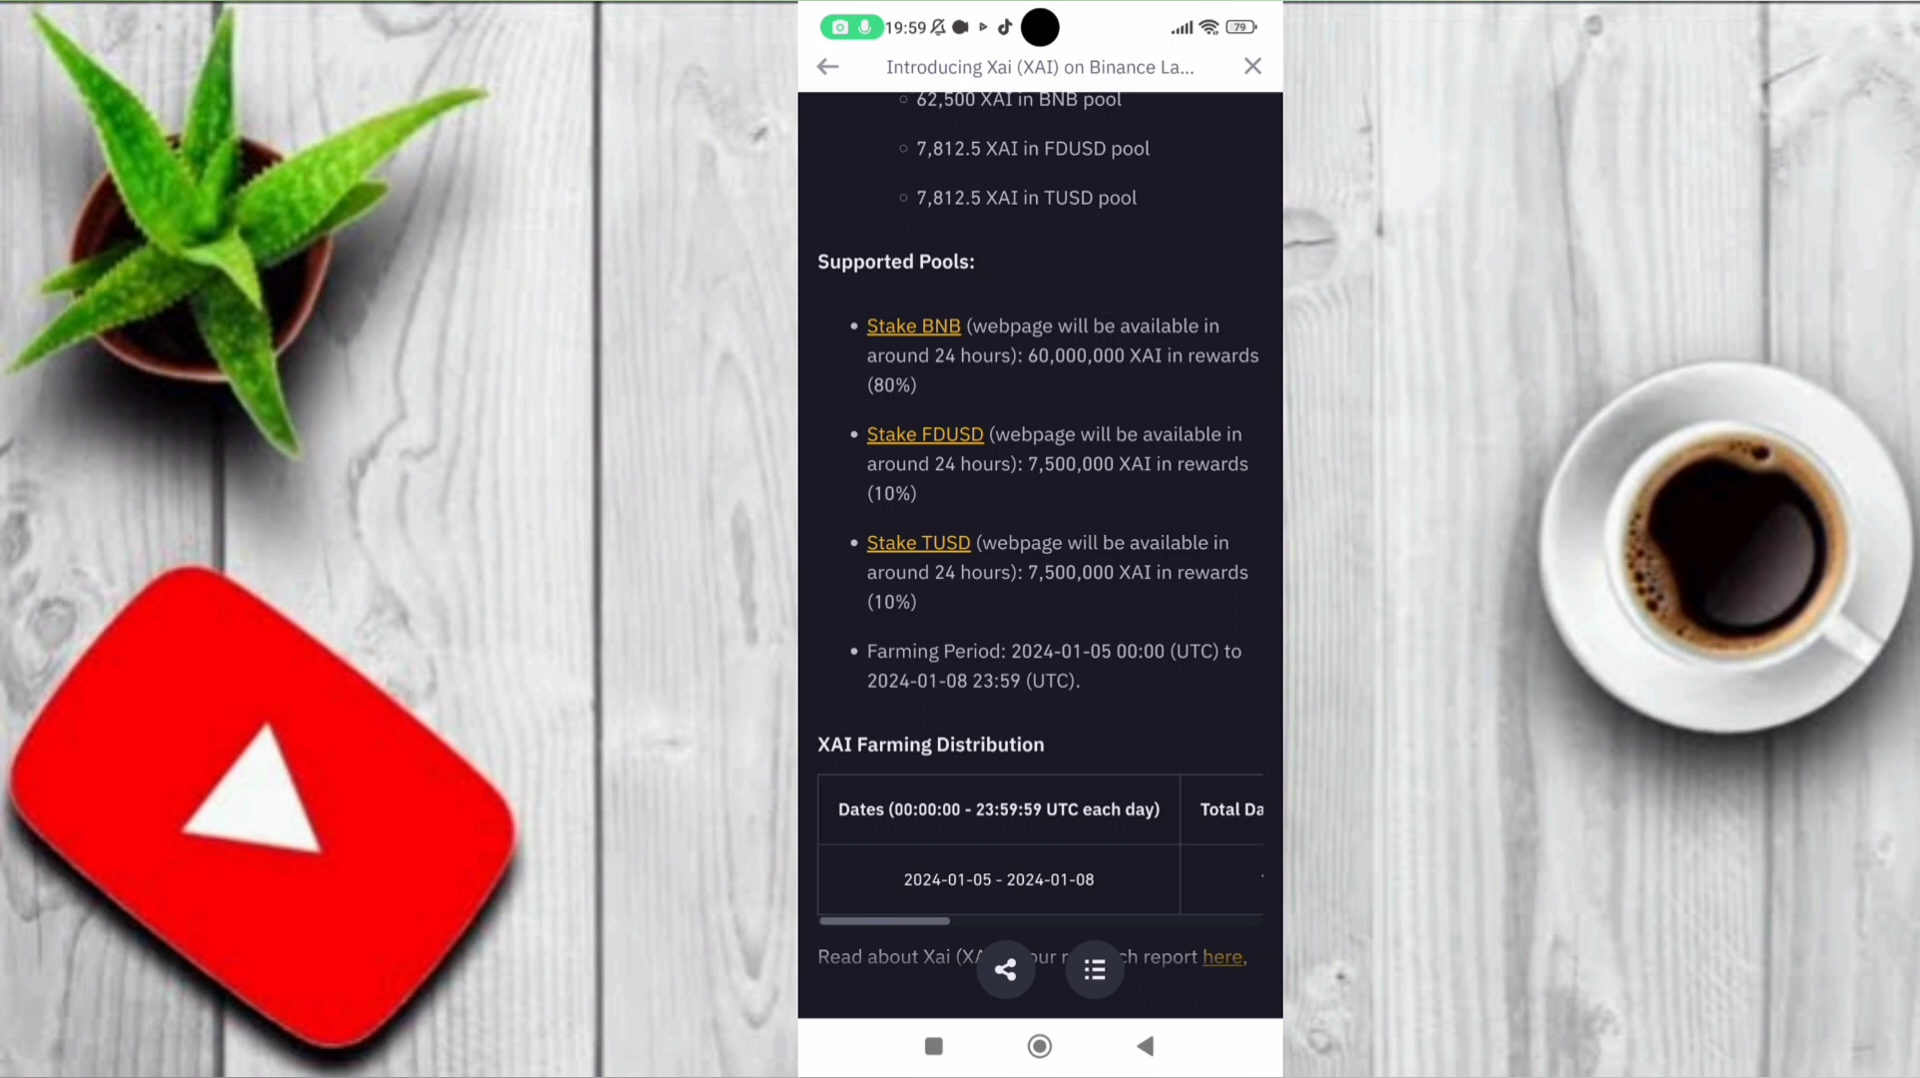 19:59
79
Introducing Xai (XAI) on Binance La...
62,500 XAI in BNB pool
7,812.5 XAI in FDUSD pool
7,812.5 XAI in TUSD pool
Supported Pools:
Stake BNB (webpage will be available in
around 24 hours): 60,000,000 XAI in rewards
(80%)
Stake FDUSD (webpage will be available in
around 24 hours): 7,500,000 XAI in rewards
(10%)
Stake TUSD (webpage will be available in
around 24 hours): 7,500,000 XAI in rewards
(10%)
Farming Period: 2024-01-05 00:00 (UTC) to
2024-01-08 23:59 (UTC).
XAI Farming Distribution
Dates (00:00:00 - 23:59:59 UTC each day) Total Da
2024-01-05 - 2024-01-08
Read about Xai (XA our r ch report here,